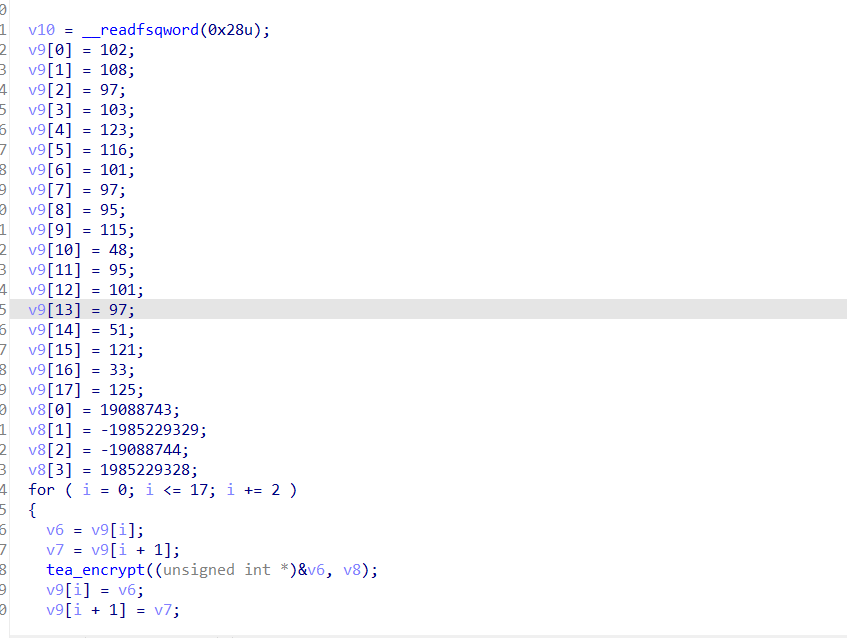 0
1 v10 = __readfsqword(0x28u);
2 v9[0] = 102;
3 v9[1] = 108;
4 v9[2] = 97;
5 v9[3] = 103;
6 v9[4] = 123;
7 v9[5] = 116;
8 v9[6] = 101;
9 v9[7] = 97;
0 v9[8] = 95;
1 v9[9] = 115;
2 v9[10] = 48;
3 v9[11] = 95;
4 v9[12] = 101;
5 v9[13] = 97;
6 v9[14] = 51;
7 v9[15] = 121;
8 v9[16] = 33;
9 v9[17] = 125;
0 v8[0] = 19088743;
1 v8[1] = -1985229329;
2 v8[2] = -19088744;
3 v8[3] = 1985229328;
4 for ( i = 0; i <= 17; i += 2 )
5 {
6 v6 = v9[i];
7 v7 = v9[i + 1];
8 tea_encrypt((unsigned int *)&v6, v8);
9 v9[i] = v6;
0 v9[i + 1] = v7;